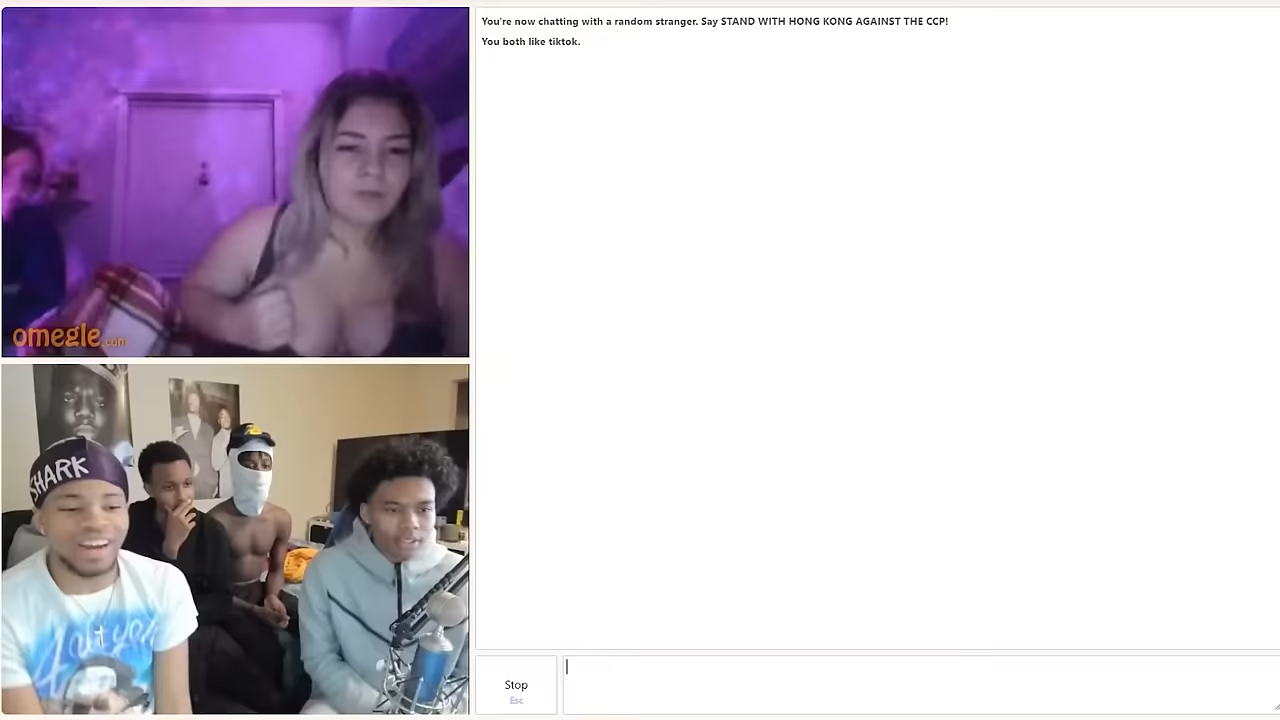 You're now chatting with a random stranger. Say STAND WITH HONG KONG AGAINST THE CCP!
You both like tiktok.
omegle.com
SHARK
Stop
Esc